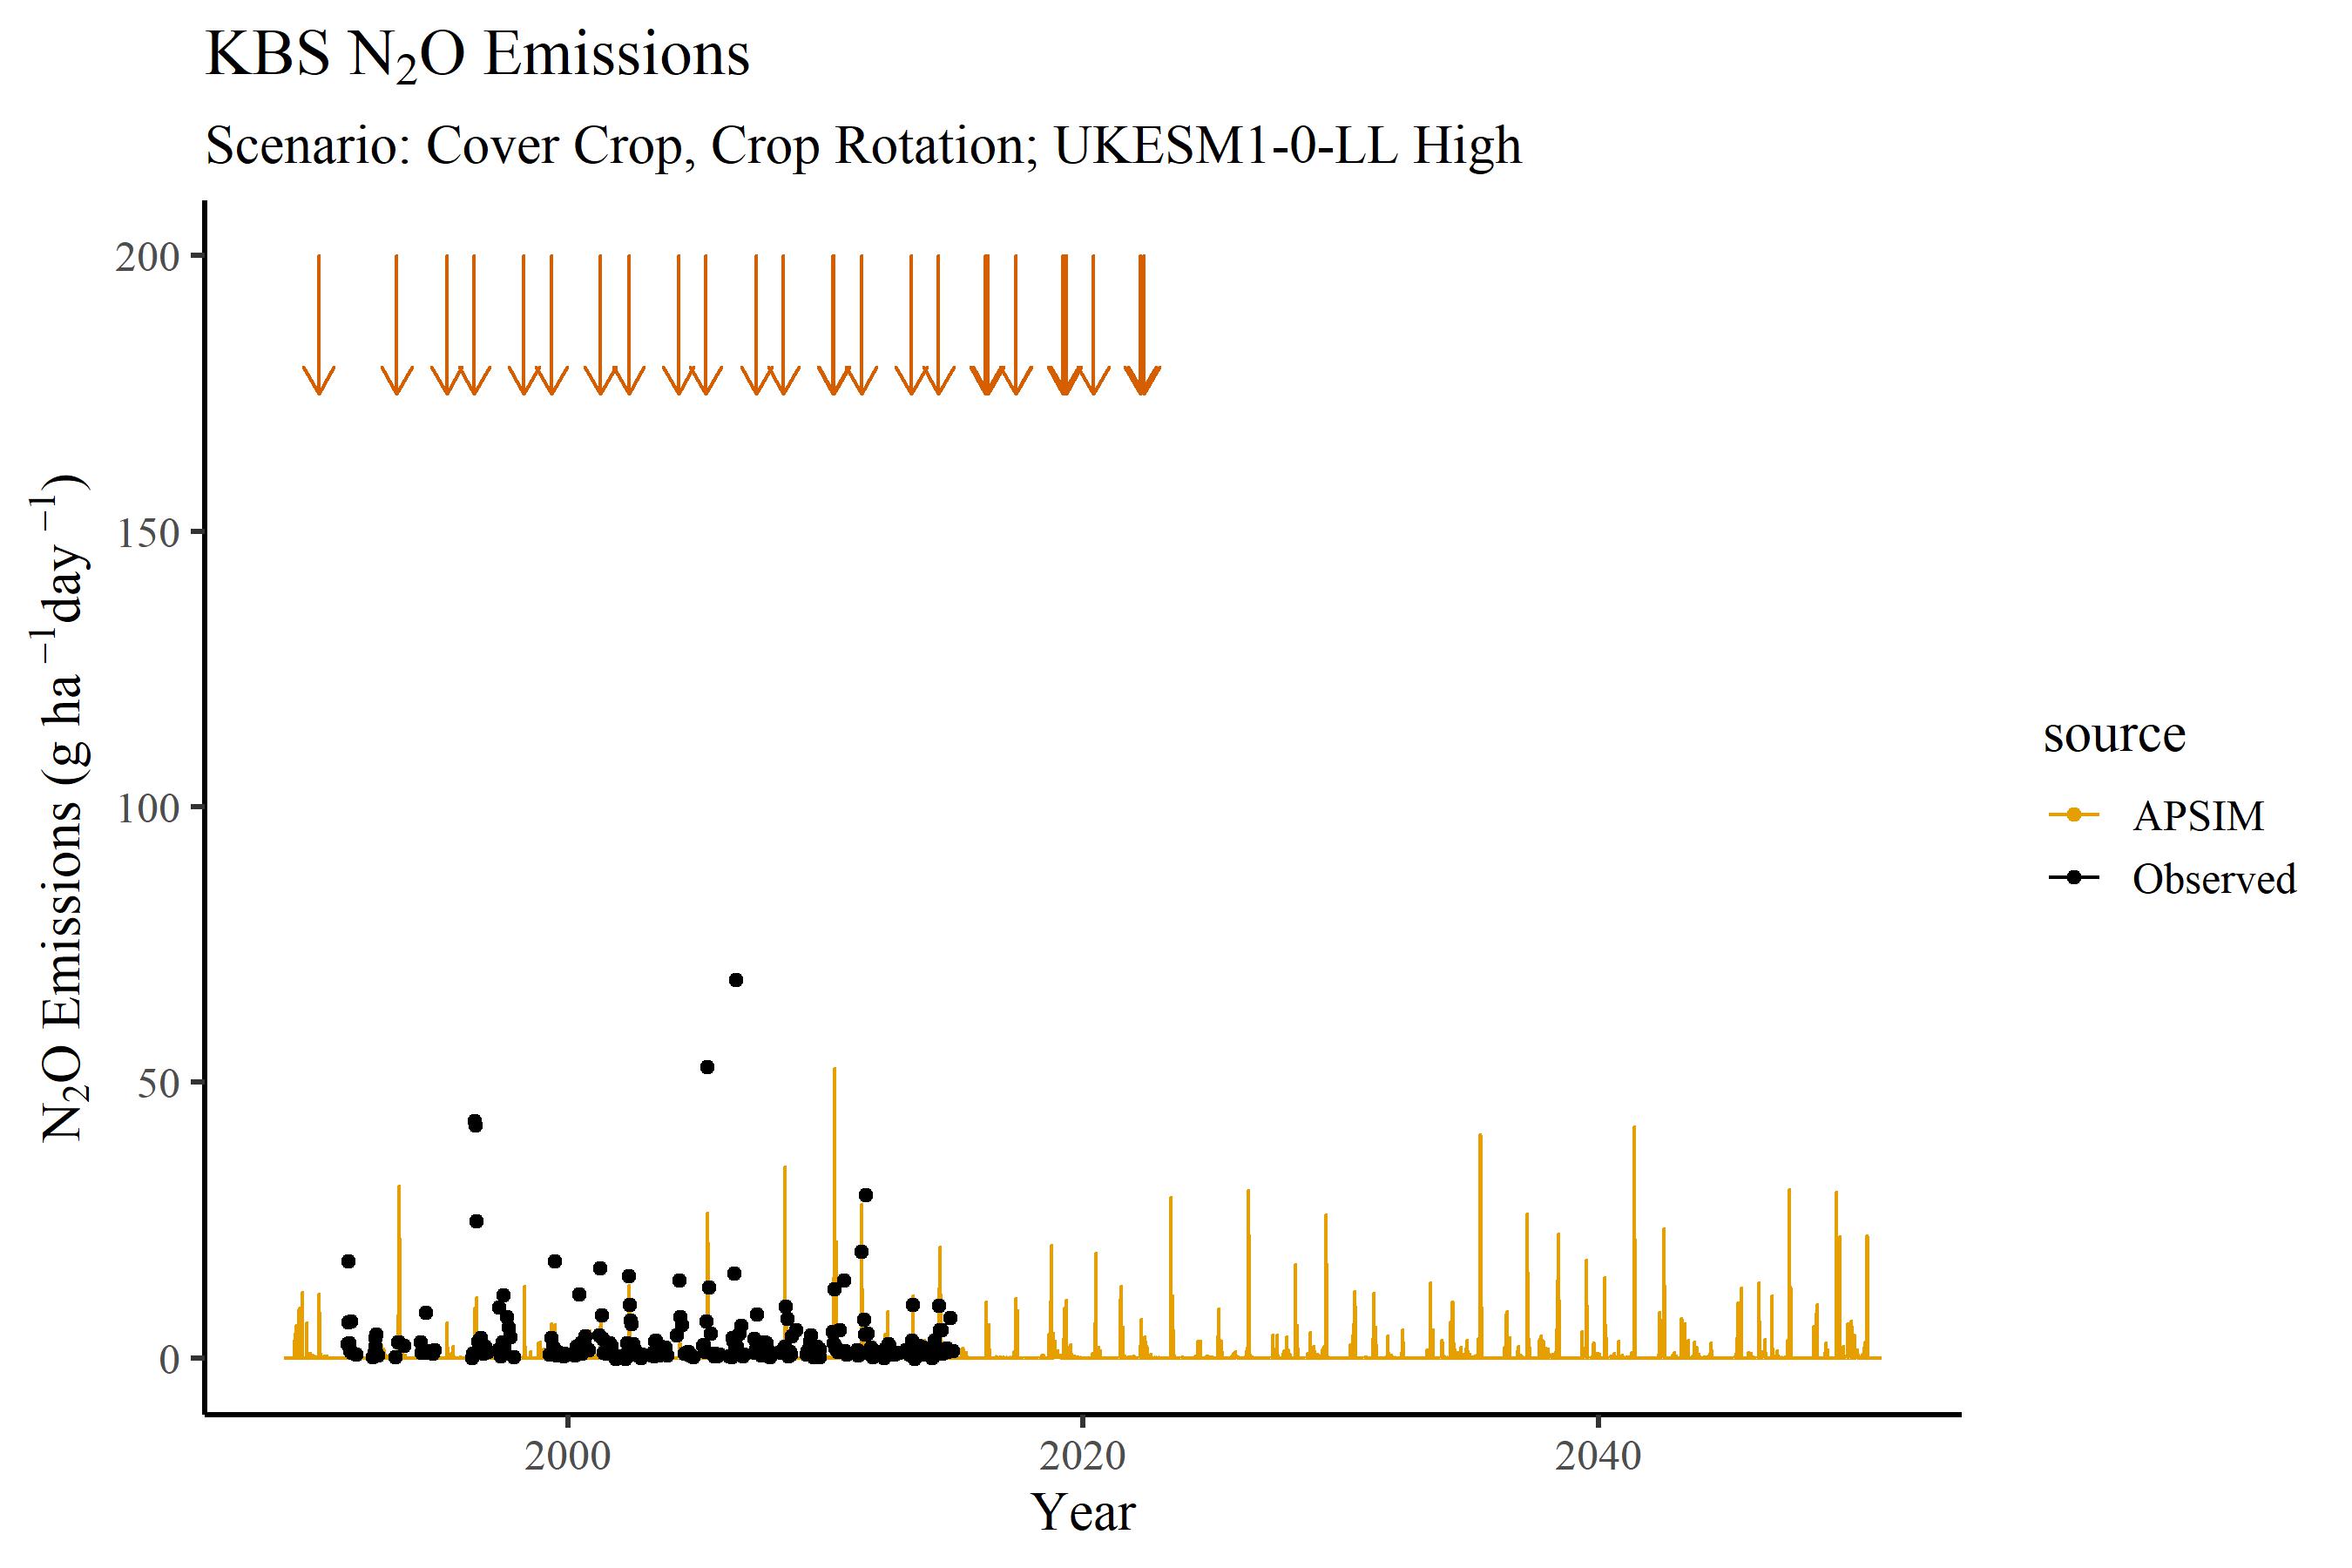 KBS N₂O Emissions
Scenario: Cover Crop, Crop Rotation; UKESM1-0-LL High
N₂O Emissions (g ha ⁻¹day ⁻¹)
200
150
100
50
0
2000
2020
2040
Year
source
APSIM
Observed